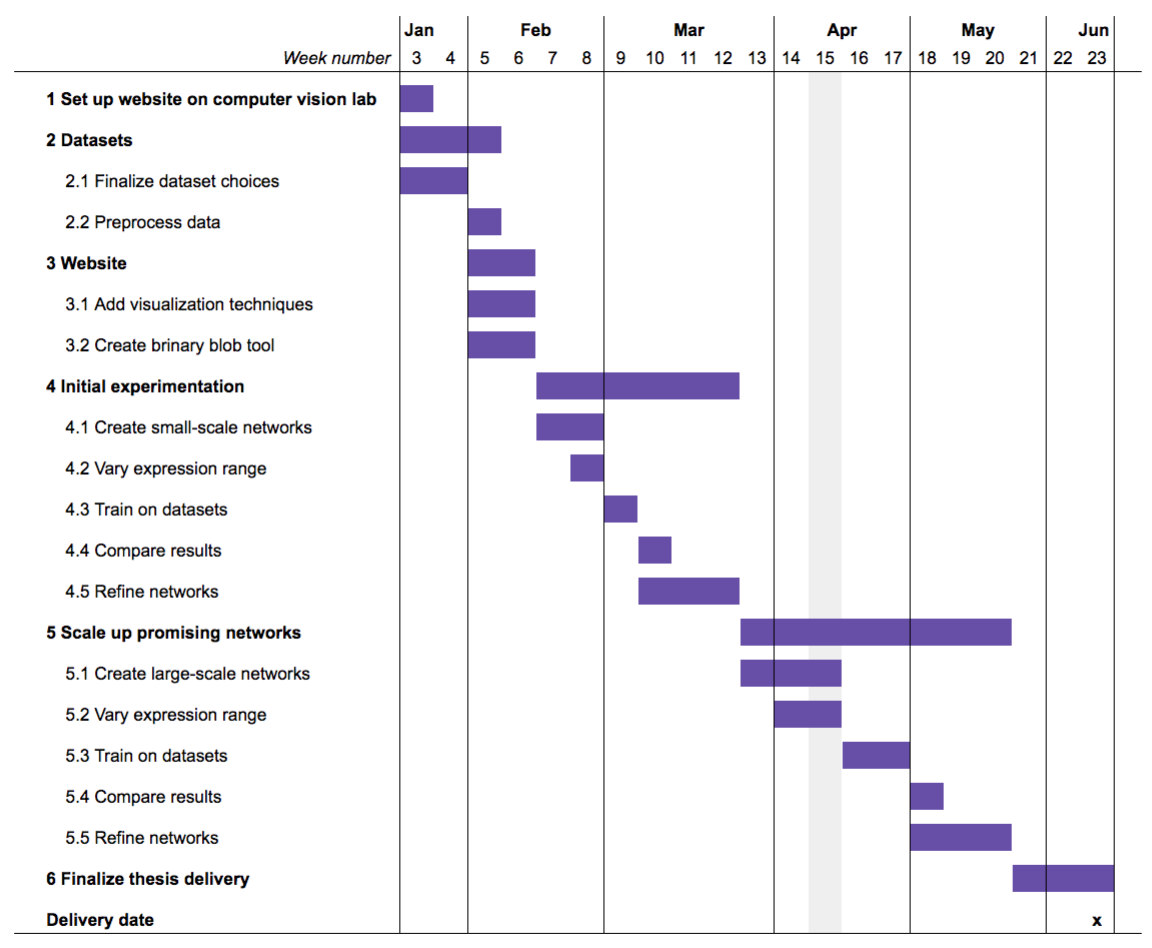 Jan Feb Mar Apr May Jun
Week number 3 4 5 6 7 8 9 10 11 12 13 14 15 16 17 18 19 20 21 22 23
1 Set up website on computer vision lab
2 Datasets
2.1 Finalize dataset choices
2.2 Preprocess data
3 Website
3.1 Add visualization techniques
3.2 Create brinary blob tool
4 Initial experimentation
4.1 Create small-scale networks
4.2 Vary expression range
4.3 Train on datasets
4.4 Compare results
4.5 Refine networks
5 Scale up promising networks
5.1 Create large-scale networks
5.2 Vary expression range
5.3 Train on datasets
5.4 Compare results
5.5 Refine networks
6 Finalize thesis delivery
Delivery date x